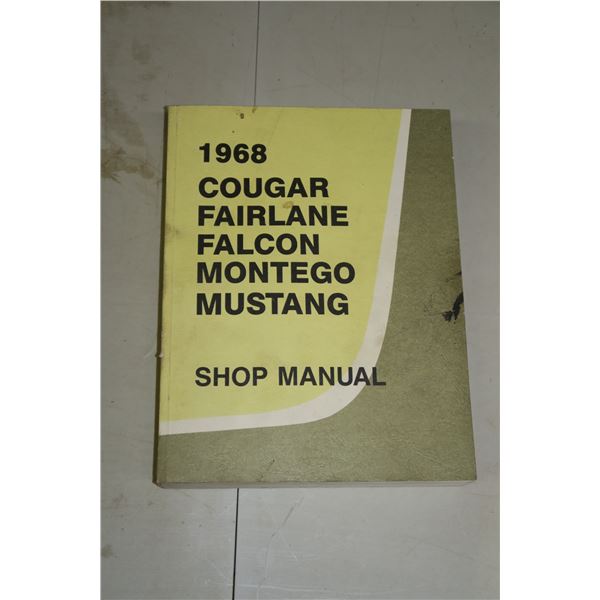 1968
COUGAR
FAIRLANE
FALCON
MONTEGO
MUSTANG
SHOP MANUAL